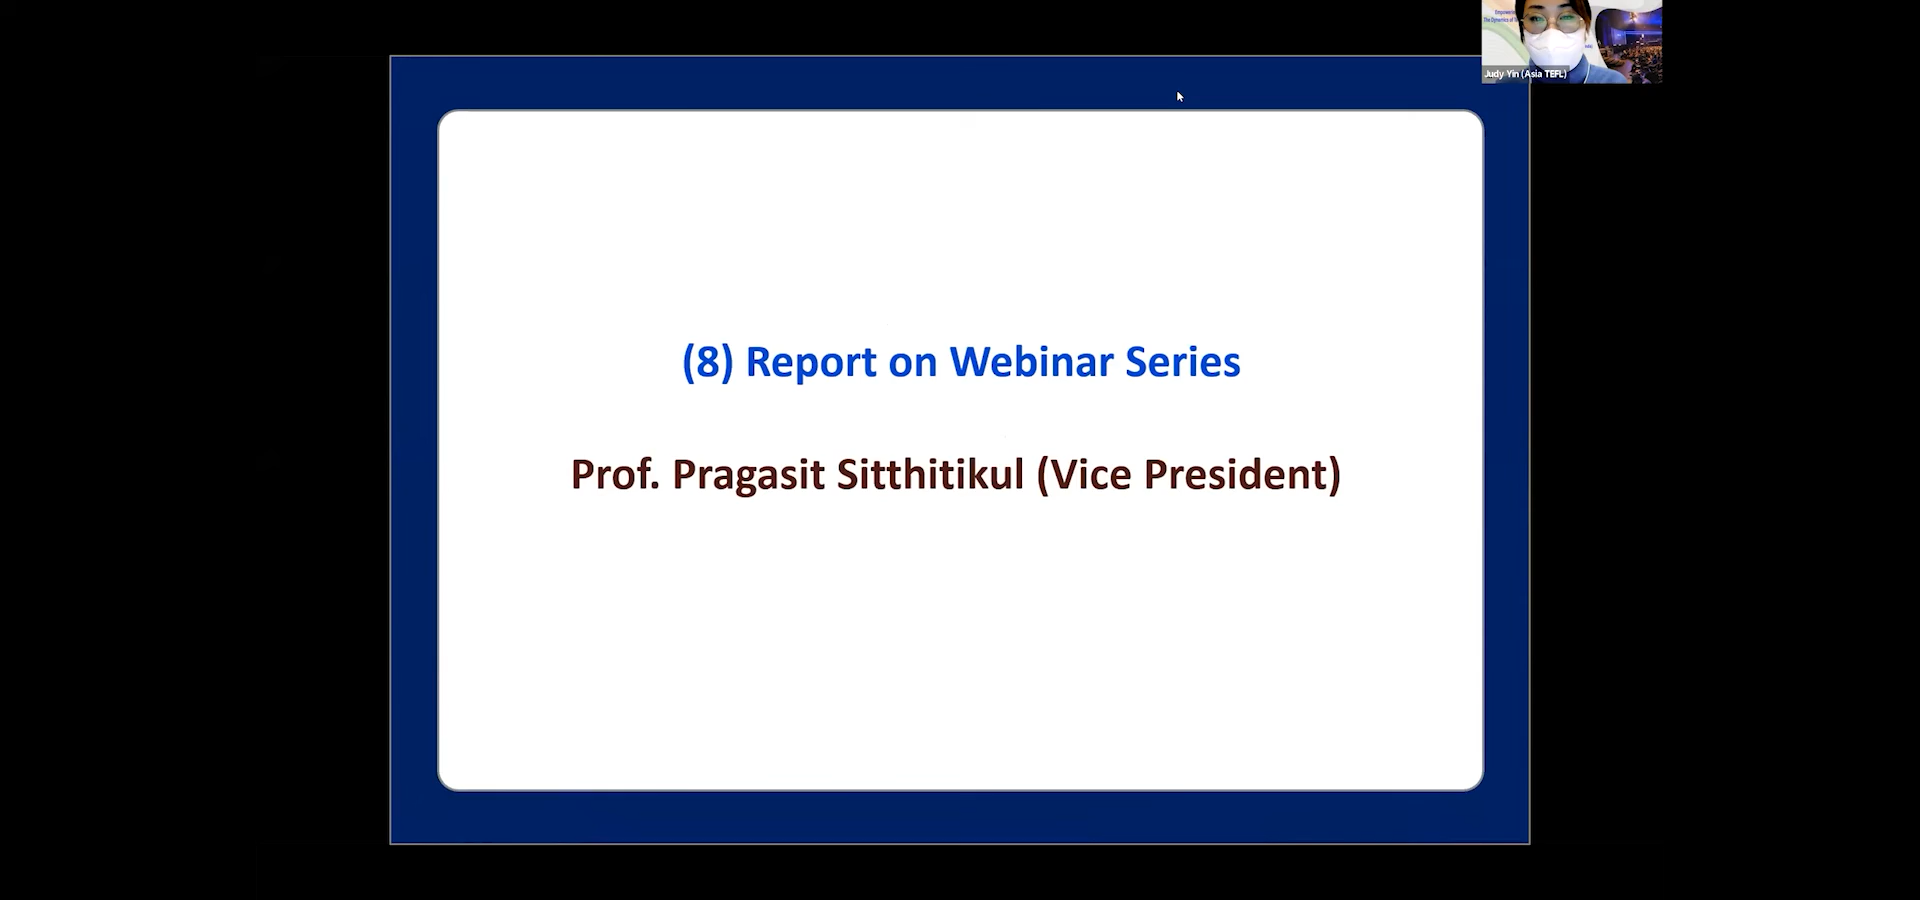 Judy Yin (Asia TEFL)
(8) Report on Webinar Series
Prof. Pragasit Sitthitikul (Vice President)